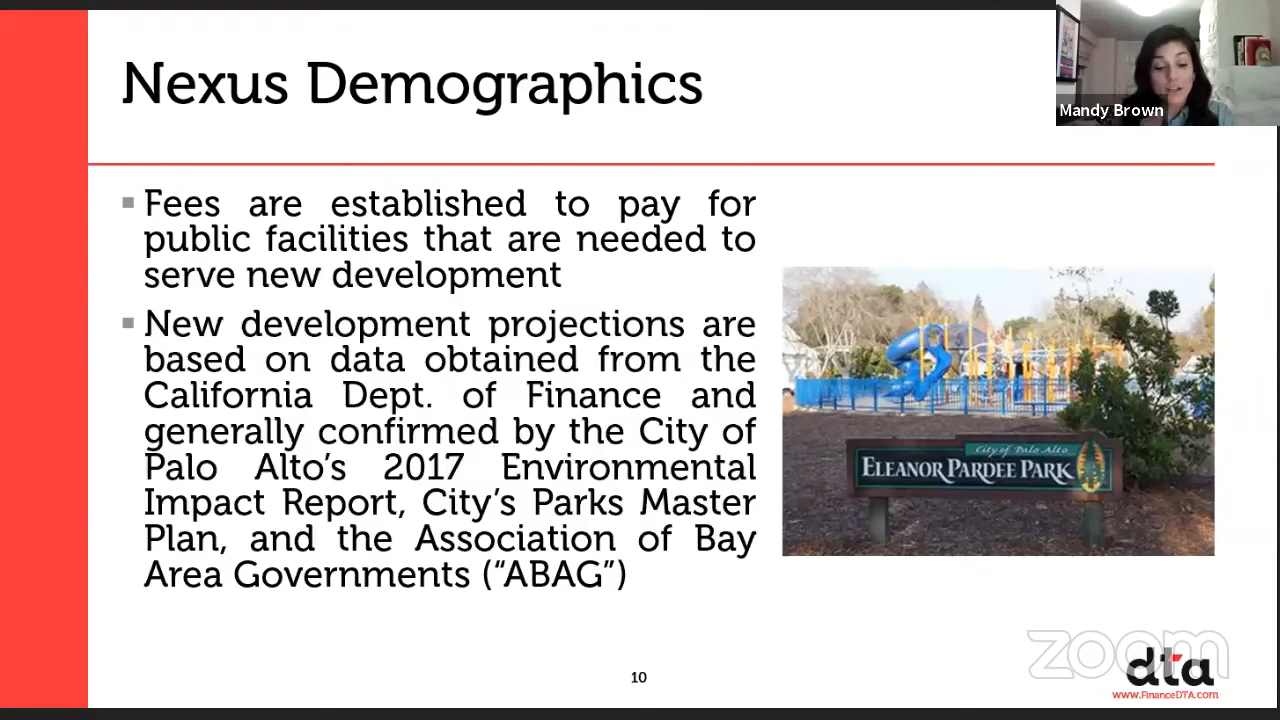 Nexus Demographics
Mandy Brown
Fees are established to pay for
public facilities that are needed to
serve new development
New development projections are
based on data obtained from the
California Dept. of Finance and
generally confirmed by the City of
Palo Alto's 2017 Environmental
Impact Report, City's Parks Master
Plan, and the Association of Bay
Area Governments (“ABAG”)
City of Palo Alto
ELEANOR PARDEE PARK
10
zoom
dta
www.FinanceDTA.com